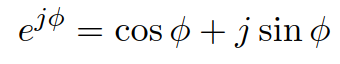 e^{jϕ} = cos ϕ + j sin ϕ